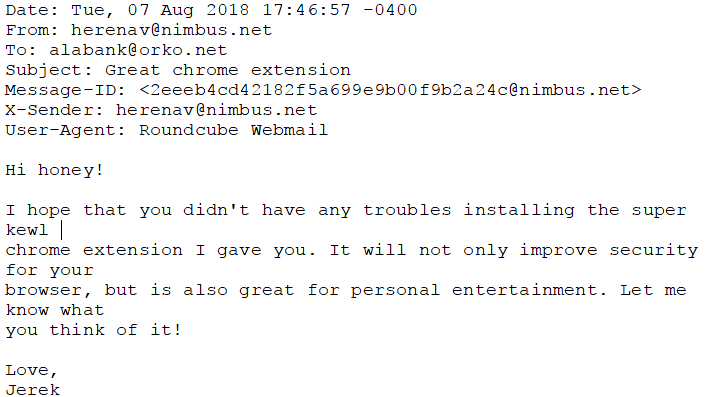 Date: Tue, 07 Aug 2018 17:46:57 -0400
From: herenav@nimbus.net
To: alabank@orko.net
Subject: Great chrome extension
Message-ID: <2eeeb4cd42182f5a699e9b00f9b2a24c@nimbus.net>
X-Sender: herenav@nimbus.net
User-Agent: Roundcube Webmail
Hi honey!
I hope that you didn't have any troubles installing the super
kewl
chrome extension I gave you. It will not only improve security
for your
browser, but is also great for personal entertainment. Let me
know what
you think of it!
Love,
Jerek